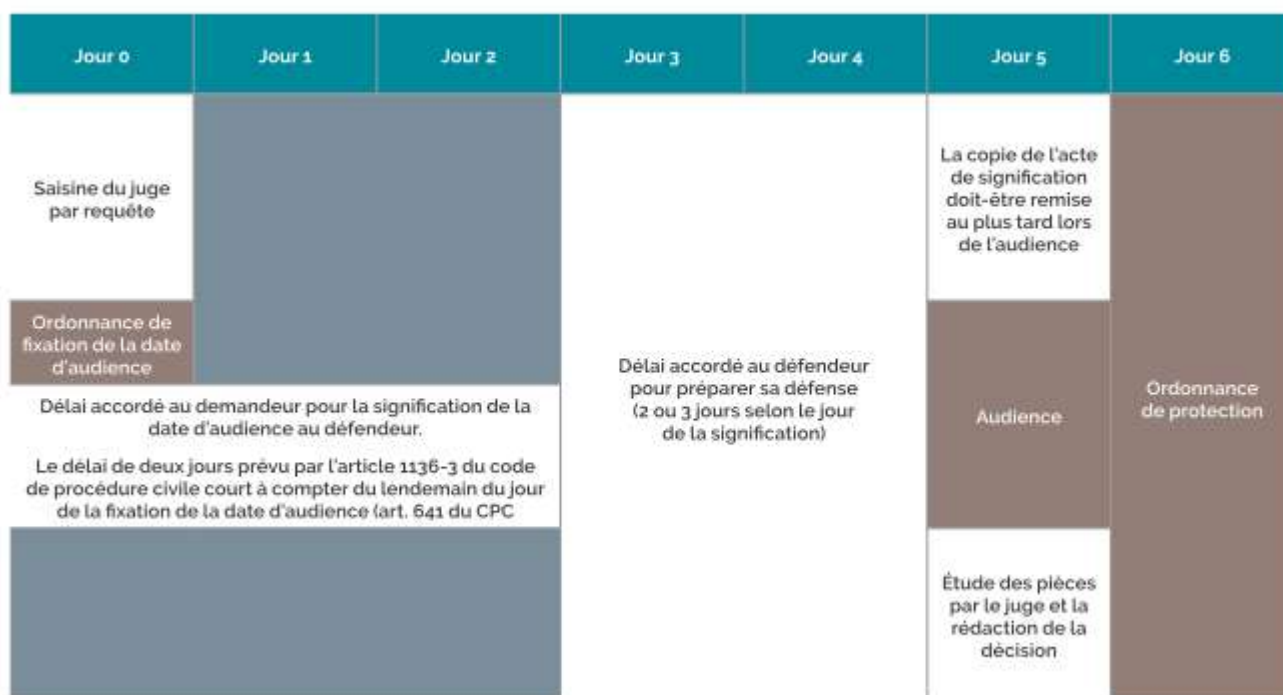 Jour 0
Jour 1
Jour 2
Jour 3
Jour 4
Jour 5
Jour 6
Saisine du juge
par requête
Ordonnance de
fixation de la date
d'audience
Délai accordé au demandeur pour la signification de la
date d'audience au défendeur.
Le délai de deux jours prévu par l'article 1136-3 du code
de procédure civile court à compter du lendemain du jour
de la fixation de la date d'audience (art. 641 du CPC
Délai accordé au défendeur
pour préparer sa défense
(2 ou 3 jours selon le jour
de la signification)
La copie de l'acte
de signification
doit-être remise
au plus tard lors
de l'audience
Audience
Étude des pièces
par le juge et la
rédaction de la
décision
Ordonnance
de protection